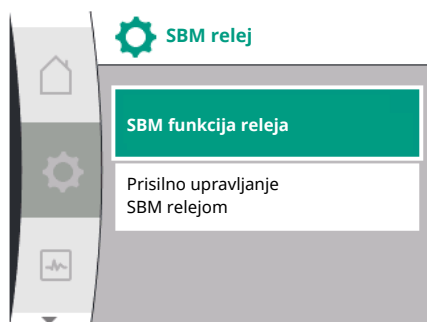 SBM relej
SBM funkcija releja
Prisilno upravljanje
SBM relejom